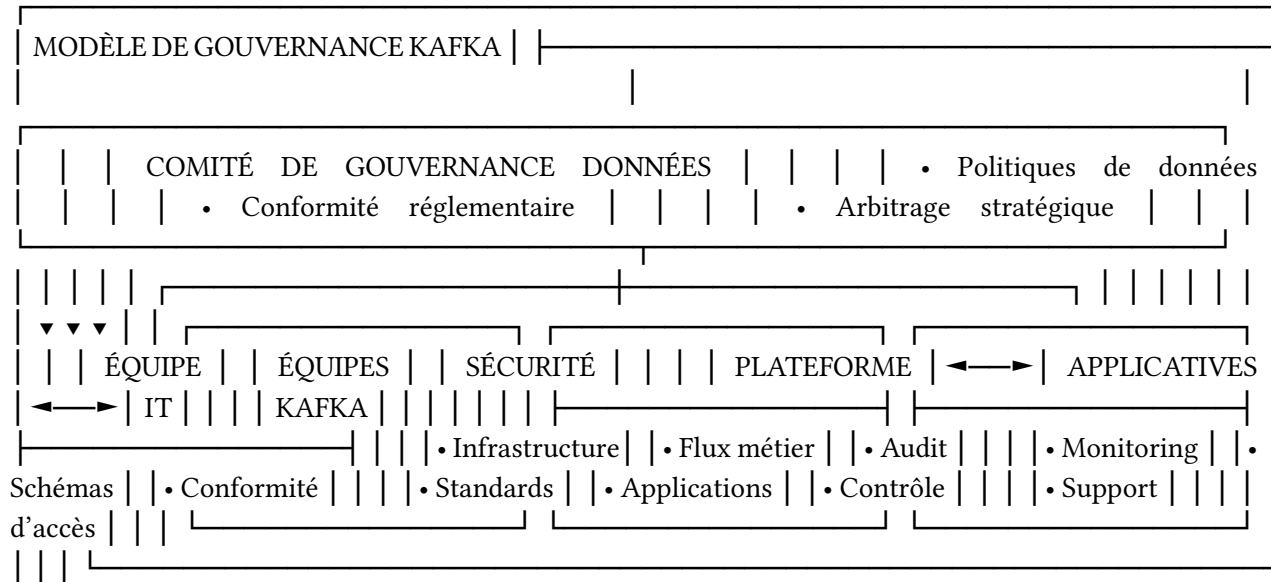 │ MODÈLE DE GOUVERNANCE KAFKA │ ├
│ │ │
│ │ │ COMITÉ DE GOUVERNANCE DONNÉES │ │ │ │ • Politiques de données
│ │ │ │ • Conformité réglementaire │ │ │ │ • Arbitrage stratégique │ │ │
│ ▼ ▼ ▼ │ │
│ │ │ ÉQUIPE │ │ ÉQUIPES │ │ SÉCURITÉ │ │ │ │ PLATEFORME │◄──►│ APPLICATIVES
│◄──►│ IT │ │ │ │ KAFKA │ │ │ │ │ │ │
│ │ │ │• Infrastructure│ │• Flux métier │ │• Audit │ │ │ │• Monitoring │ │•
Schémas │ │• Conformité │ │ │ │• Standards │ │• Applications │ │• Contrôle │ │ │ │• Support │ │ │ │
d'accès │ │ │